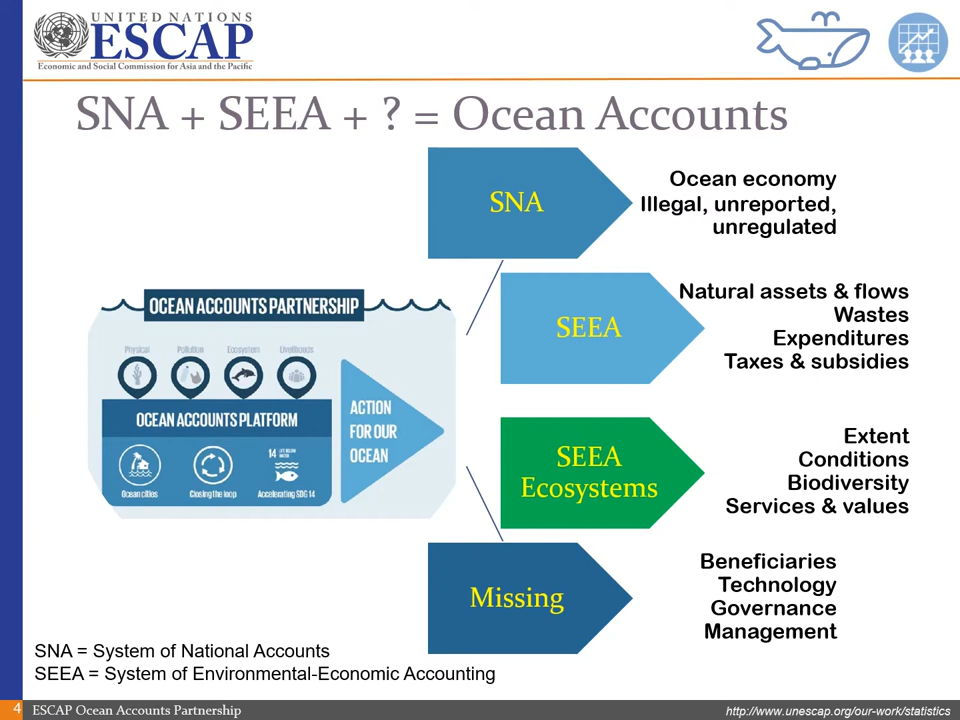 UNITED NATIONS
ESCAP
Economic and Social Commission for Asia and the Pacific
SNA + SEEA + ? = Ocean Accounts
SNA
Ocean economy
Illegal, unreported,
unregulated
SEEA
Natural assets & flows
Wastes
Expenditures
Taxes & subsidies
OCEAN ACCOUNTS PARTNERSHIP
Physical
Pollution
Ecosystem
Livelihoods
OCEAN ACCOUNTS PLATFORM
ACTION
FOR OUR
OCEAN
14 LIFE BELOW
WATER
Ocean cities
Closing the loop
Accelerating SDG 14
SEEA
Ecosystems
Extent
Conditions
Biodiversity
Services & values
Missing
Beneficiaries
Technology
Governance
Management
SNA = System of National Accounts
SEEA = System of Environmental-Economic Accounting
4
ESCAP Ocean Accounts Partnership
http://www.unescap.org/our-work/statistics